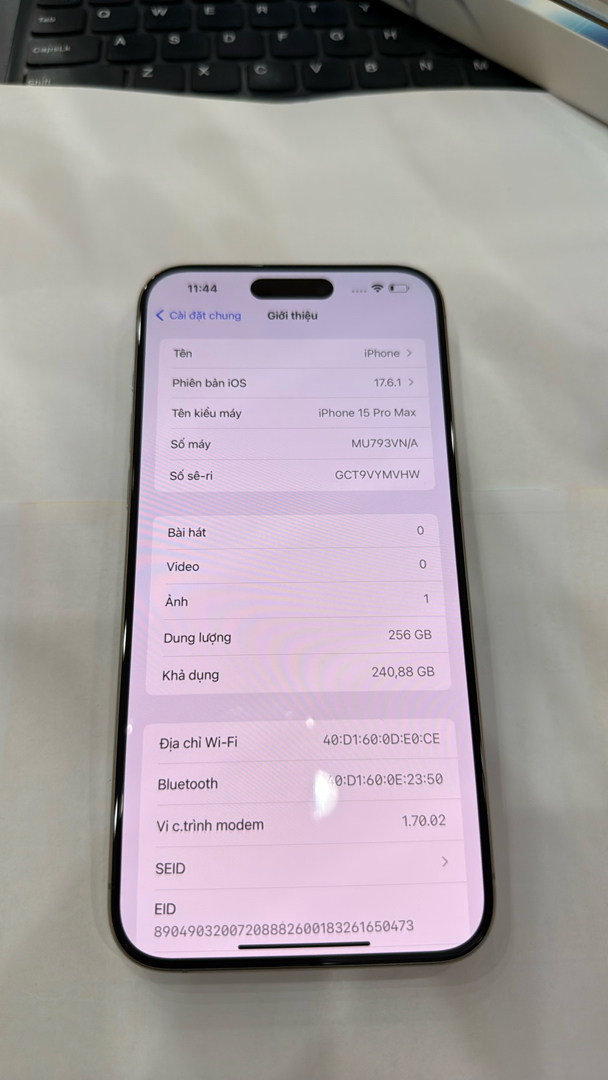 Tab Q W E R T Y
CapsLk A S D F G H
Shift Z X C V B N M
11:44
Cài đặt chung Giới thiệu
Tên iPhone
Phiên bản iOS 17.6.1
Tên kiểu máy iPhone 15 Pro Max
Số máy MU793VN/A
Số sê-ri GCT9VYMVHW
Bài hát 0
Video 0
Ảnh 1
Dung lượng 256 GB
Khả dụng 240,88 GB
Địa chỉ Wi-Fi 40:D1:60:0D:E0:CE
Bluetooth 40:D1:60:0E:23:50
Vi c.trình modem 1.70.02
SEID
EID
89049032007208882600183261650473